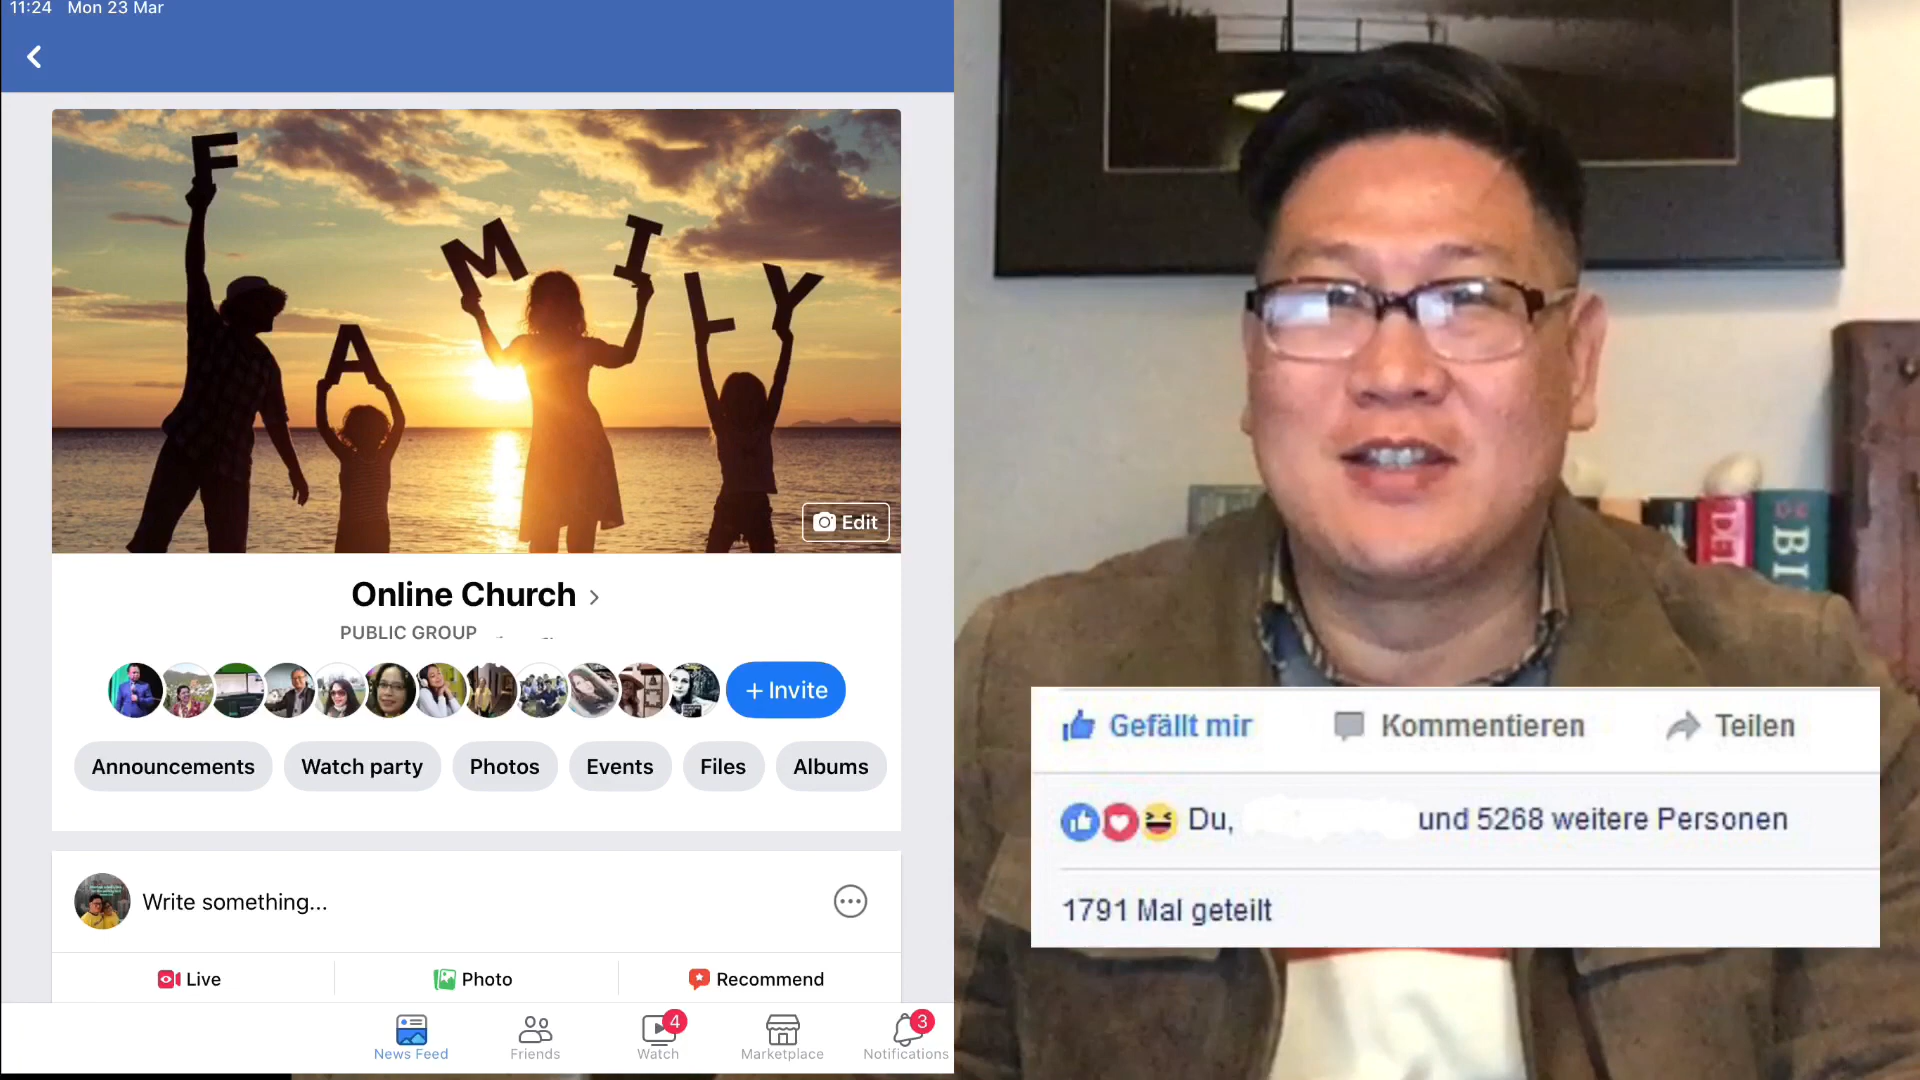 11:24 Mon 23 Mar
F
A
M
I
L
Y
Edit
Online Church
PUBLIC GROUP
+ Invite
Announcements
Watch party
Photos
Events
Files
Albums
Write something...
Live
Photo
Recommend
4
3
News Feed
Friends
Watch
Marketplace
Notifications
BI
Gefällt mir
Kommentieren
Teilen
Du, und 5268 weitere Personen
1791 Mal geteilt